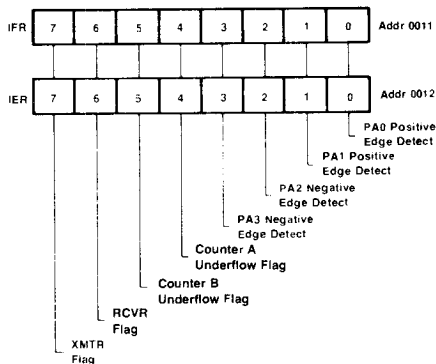 IFR 7 6 5 4 3 2 1 0 Addr 0011
IER 7 6 5 4 3 2 1 0 Addr 0012
PA0 Positive
Edge Detect
PA1 Positive
Edge Detect
PA2 Negative
Edge Detect
PA3 Negative
Edge Detect
Counter A
Underflow Flag
Counter B
Underflow Flag
RCVR
Flag
XMTR
Flag